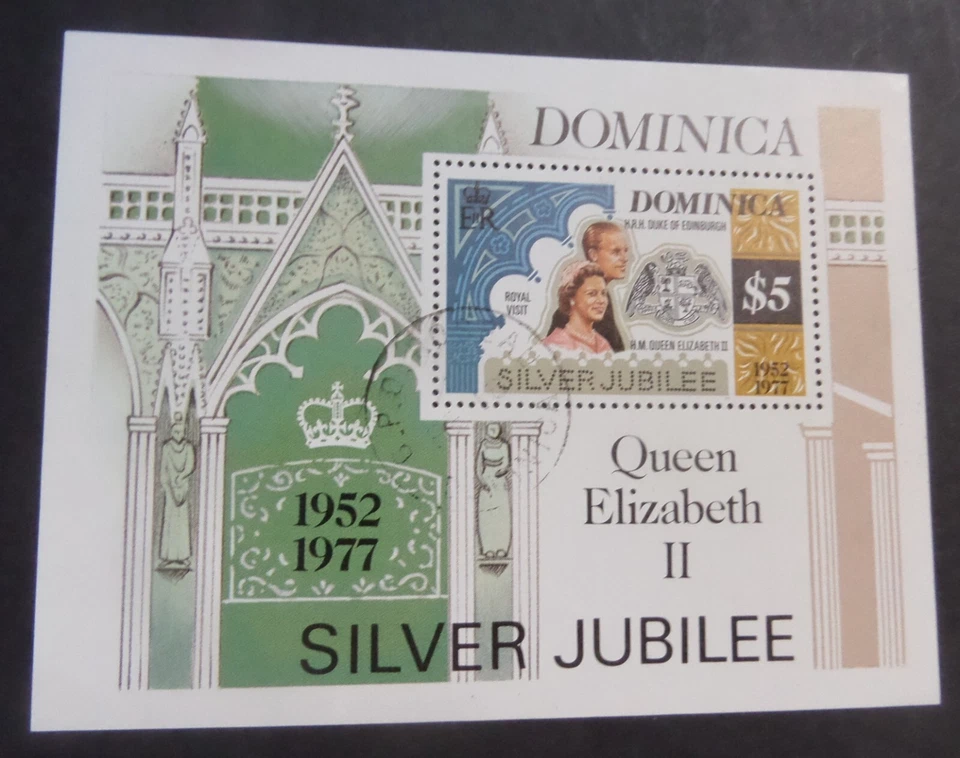 DOMINICA
DOMINICA
H.R.H. DUKE OF EDINBURGH
EIIR
$5
ROYAL
VISIT
H.M. QUEEN ELIZABETH II
SILVER JUBILEE
1952
1977
G.P.O
Queen
Elizabeth
II
1952
1977
SILVER JUBILEE